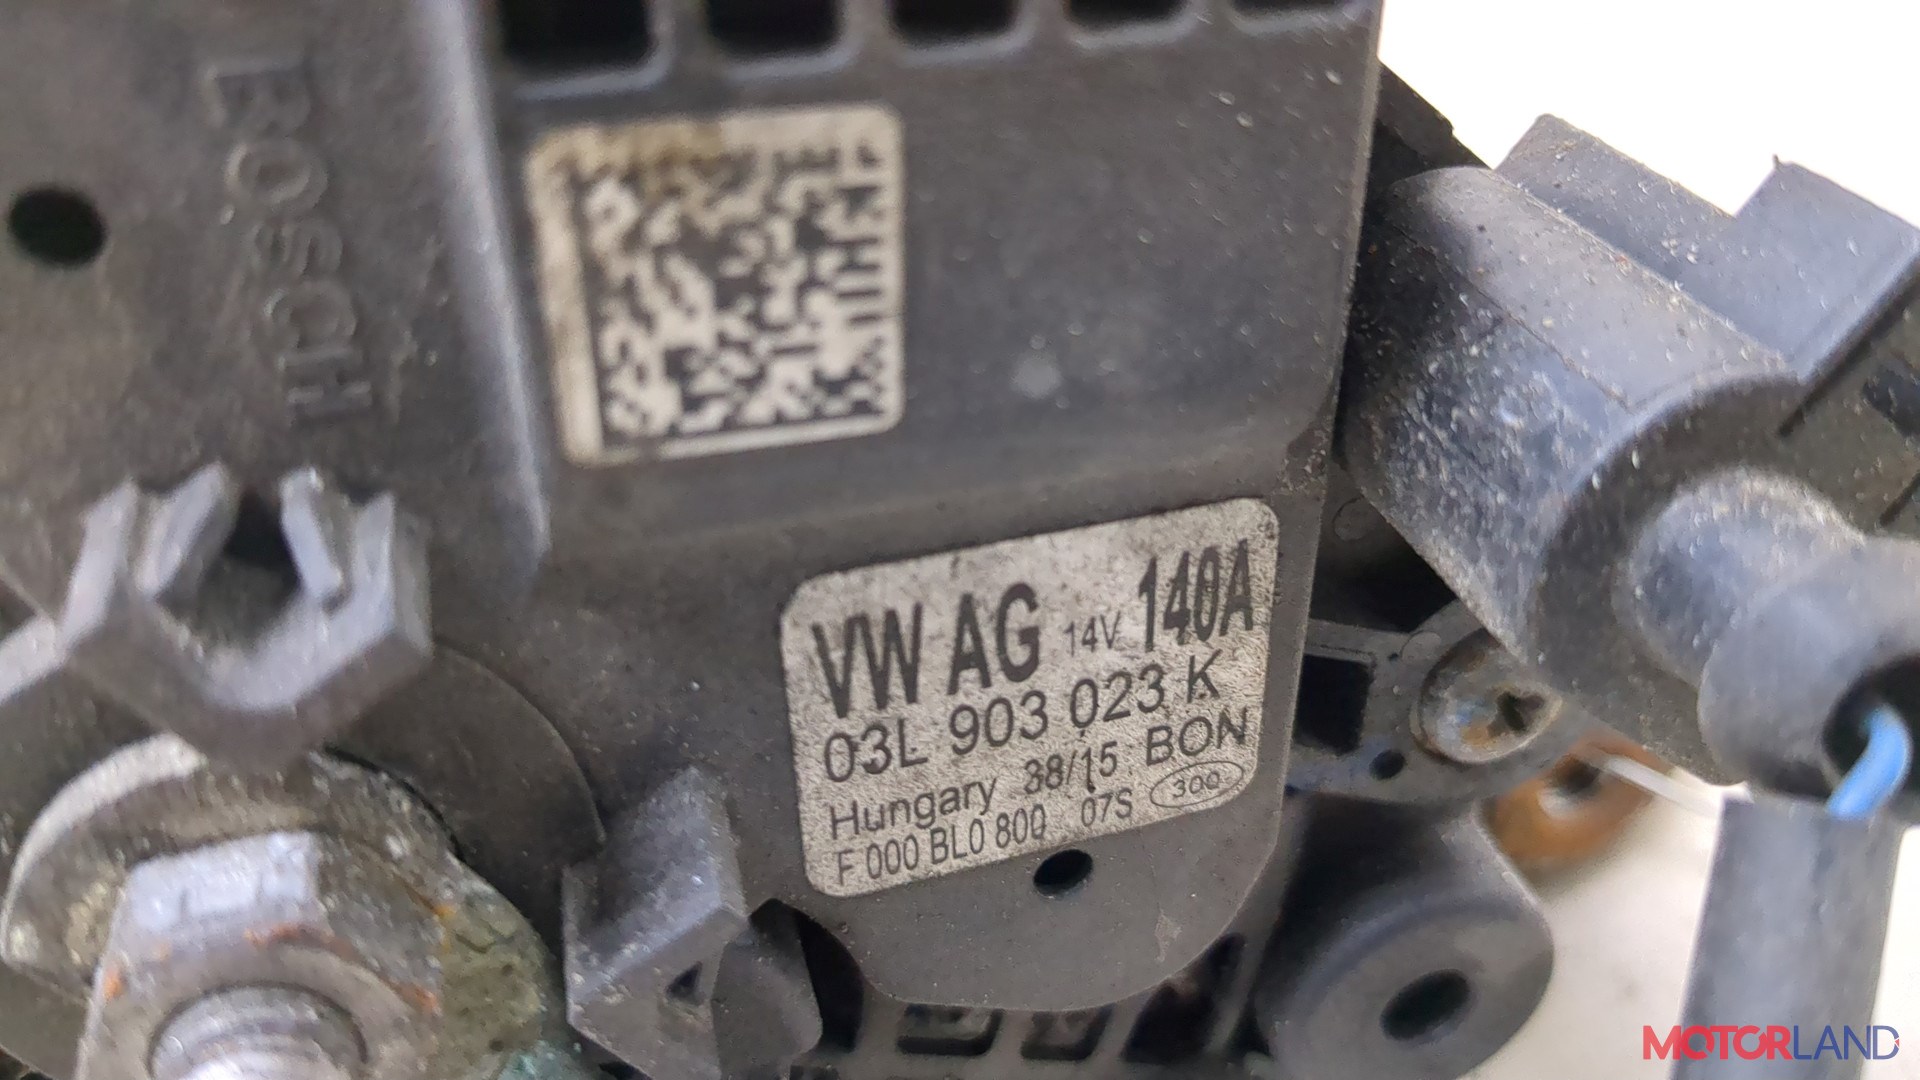 BOSCH
VW AG 14V 140A
03L 903 023 K
Hungary 38/15 BON
F 000 BL0 800 07S 300
MOTORLAND